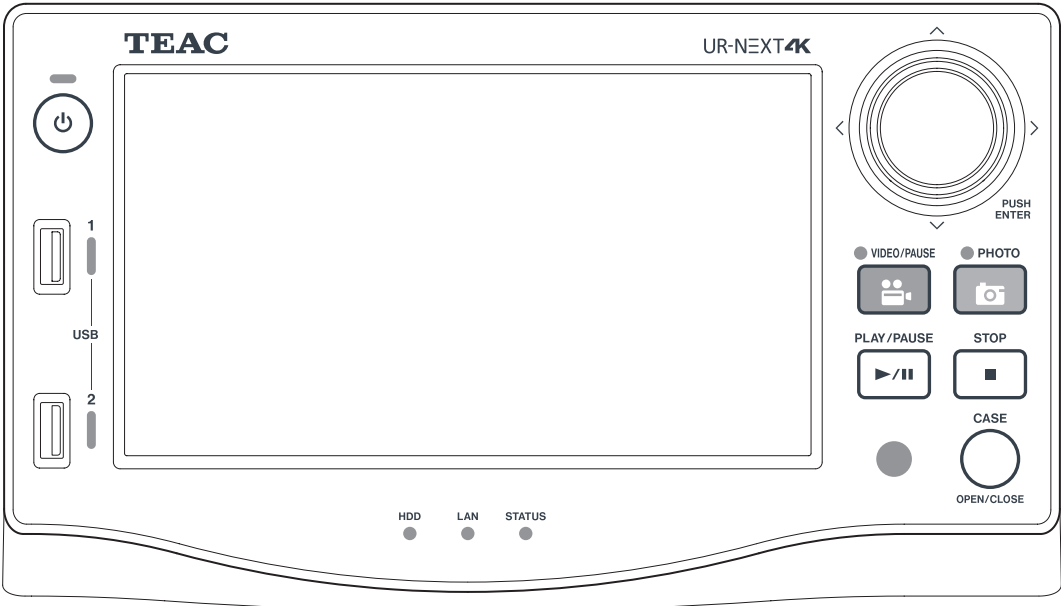 TEAC
UR-NEXT4K
PUSH
ENTER
1
USB
2
VIDEO/PAUSE
PHOTO
PLAY/PAUSE
STOP
CASE
OPEN/CLOSE
HDD
LAN
STATUS